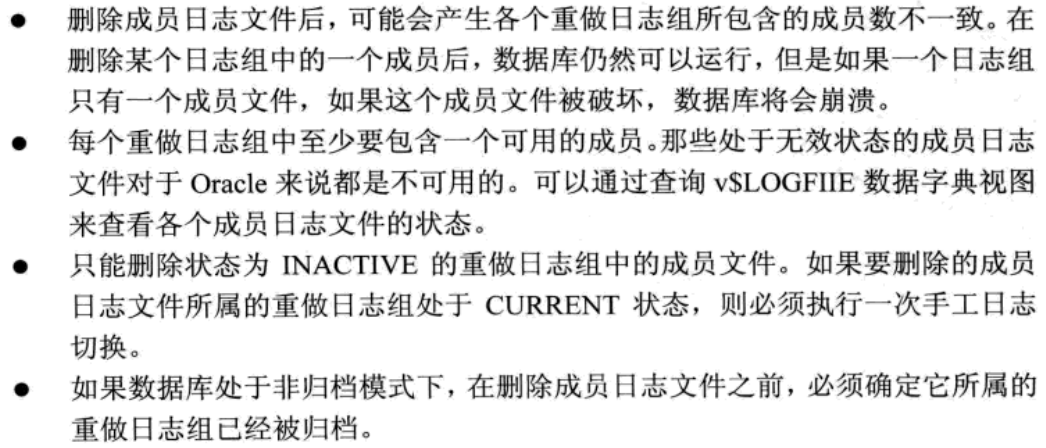 ● 删除成员日志文件后，可能会产生各个重做日志组所包含的成员数不一致。在
删除某个日志组中的一个成员后，数据库仍然可以运行，但是如果一个日志组
只有一个成员文件，如果这个成员文件被破坏，数据库将会崩溃。
● 每个重做日志组中至少要包含一个可用的成员。那些处于无效状态的成员日志
文件对于 Oracle 来说都是不可用的。可以通过查询 v$LOGFIIE 数据字典视图
来查看各个成员日志文件的状态。
● 只能删除状态为 INACTIVE 的重做日志组中的成员文件。如果要删除的成员
日志文件所属的重做日志组处于 CURRENT 状态，则必须执行一次手工日志
切换。
● 如果数据库处于非归档模式下，在删除成员日志文件之前，必须确定它所属的
重做日志组已经被归档。